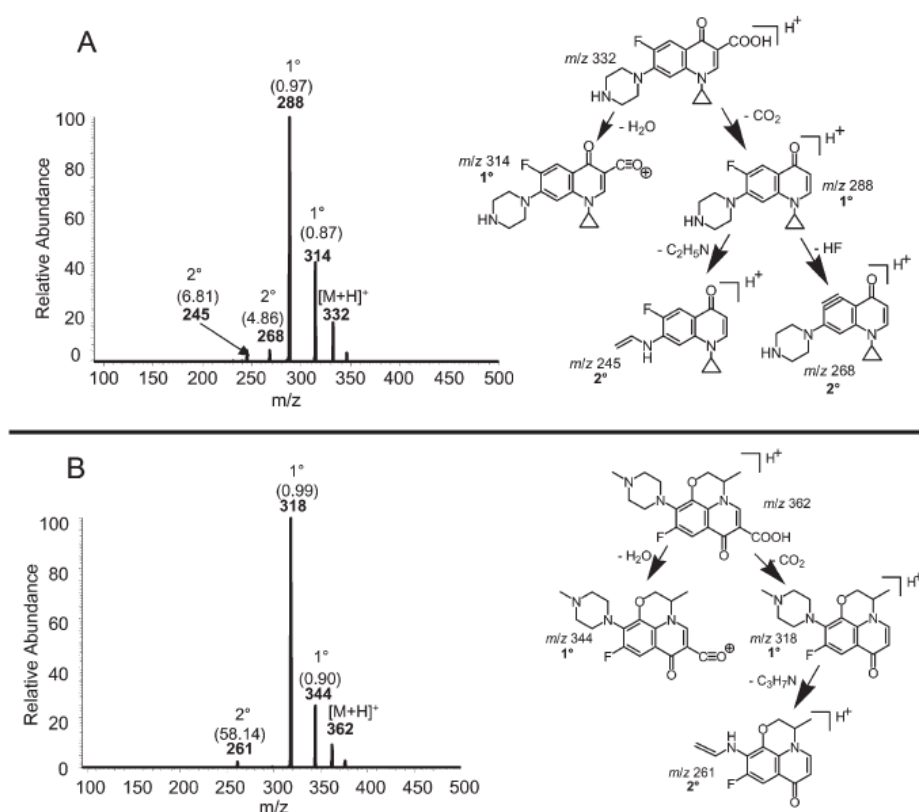 A
1°
(0.97)
288
1°
(0.87)
314
[M+H]+
332
2°
(6.81)
245
2°
(4.86)
268
Relative Abundance
100
80
60
40
20
0
100 150 200 250 300 350 400 450 500
m/z
m/z 332
F
O
COOH
H+
N
HN
N
- H2O
- CO2
m/z 314
1°
F
O
C≡O
⊕
N
HN
N
F
O
H+
N
HN
N
m/z 288
1°
- C2H5N
- HF
F
O
H+
N
H
N
m/z 245
2°
O
H+
N
HN
N
m/z 268
2°
B
1°
(0.99)
318
1°
(0.90)
344
[M+H]+
362
2°
(58.14)
261
Relative Abundance
100
80
60
40
20
0
100 150 200 250 300 350 400 450 500
m/z
H+
N
O
N
N
F
COOH
O
m/z 362
- H2O
- CO2
N
O
N
N
m/z 344
1°
F
C≡O
⊕
O
H+
N
O
N
N
m/z 318
1°
F
O
- C3H7N
H+
H
N
O
N
m/z 261
2°
F
O